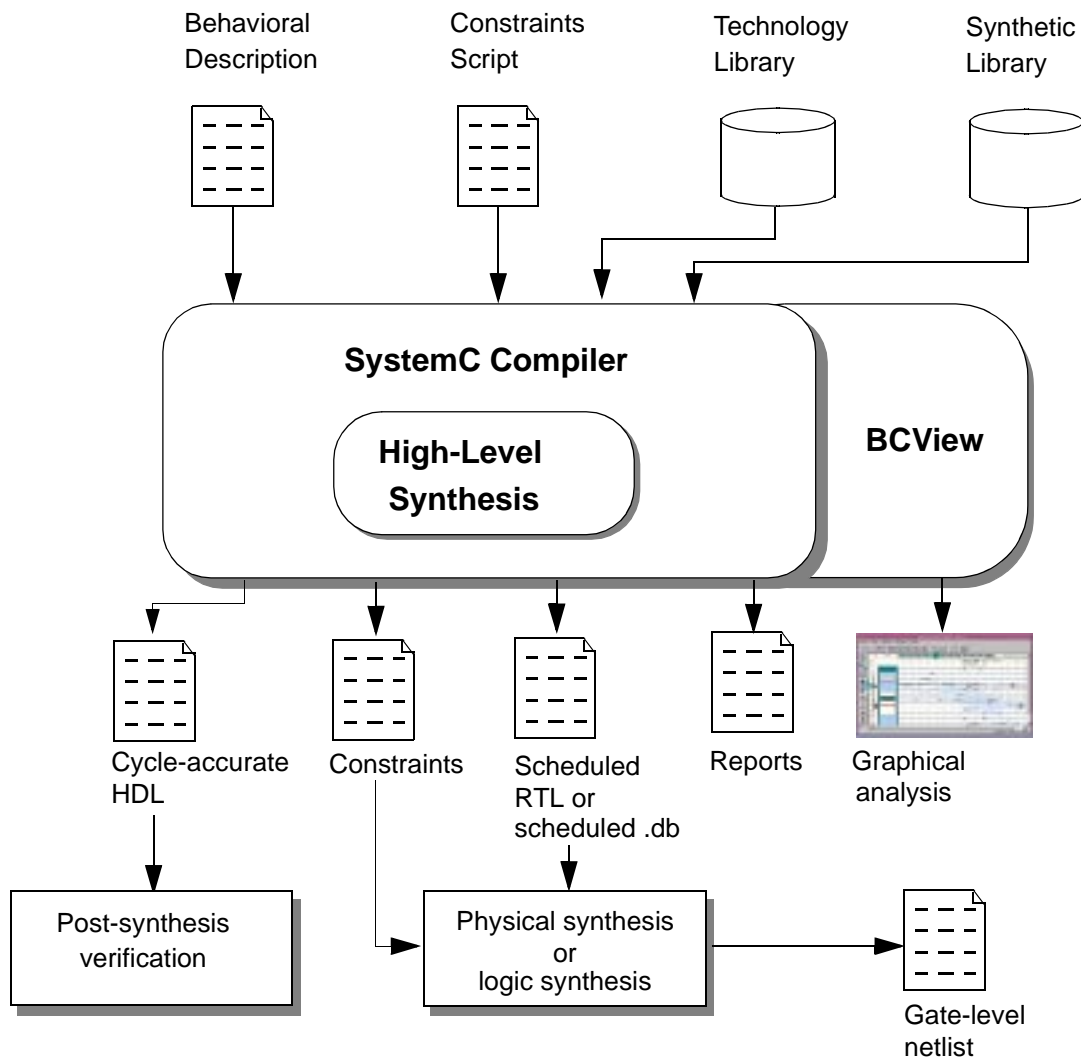 Behavioral
Description
Constraints
Script
Technology
Library
Synthetic
Library
SystemC Compiler
High-Level
Synthesis
BCView
Cycle-accurate
HDL
Constraints
Scheduled
RTL or
scheduled .db
Reports
Graphical
analysis
Post-synthesis
verification
Physical synthesis
or
logic synthesis
Gate-level
netlist